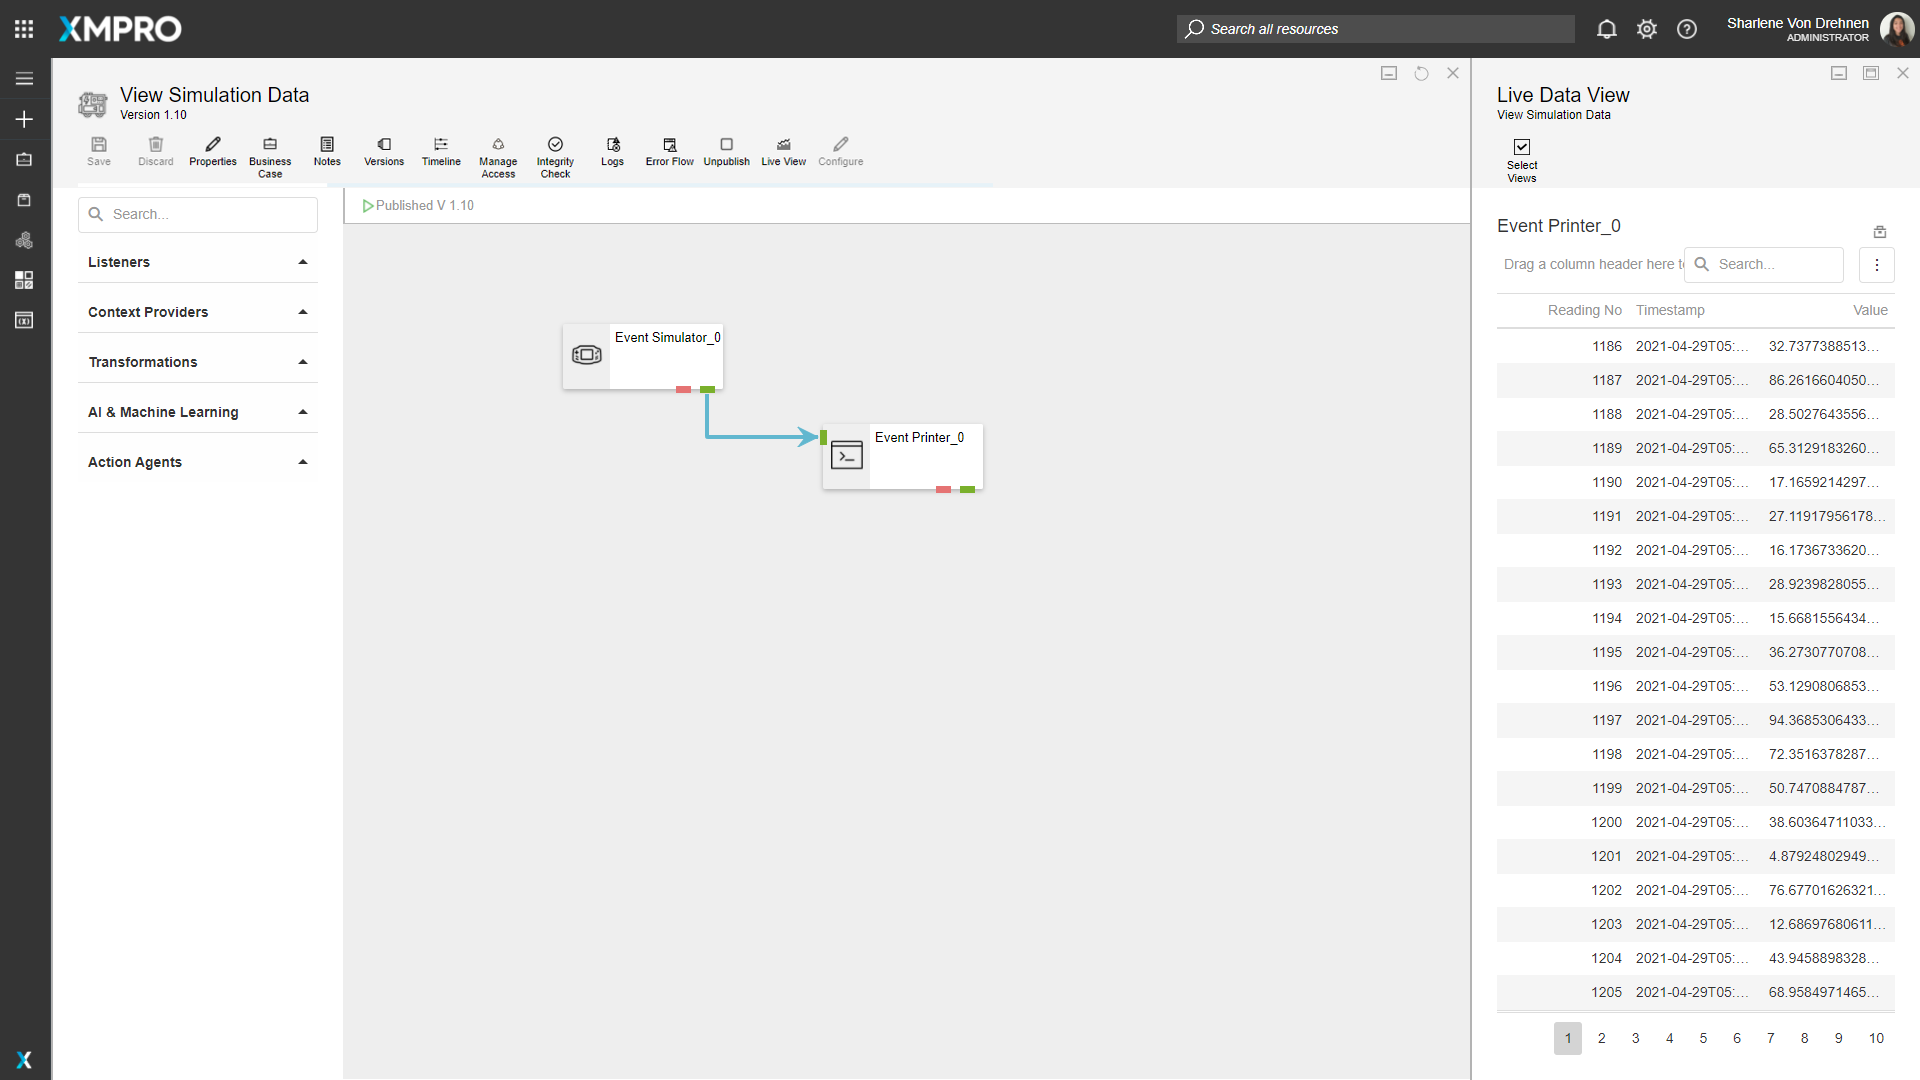 XMPRO
Search all resources
Sharlene Von Drehnen
ADMINISTRATOR
View Simulation Data
Version 1.10
Save
Discard
Properties
Business Case
Notes
Versions
Timeline
Manage Access
Integrity Check
Logs
Error Flow
Unpublish
Live View
Configure
Search...
Listeners
Context Providers
Transformations
AI & Machine Learning
Action Agents
Published V 1.10
Event Simulator_0
Event Printer_0
Live Data View
View Simulation Data
Select Views
Event Printer_0
Drag a column header here to
Search...
Reading No Timestamp Value
1186 2021-04-29T05:... 32.7377388513...
1187 2021-04-29T05:... 86.2616604050...
1188 2021-04-29T05:... 28.5027643556...
1189 2021-04-29T05:... 65.3129183260...
1190 2021-04-29T05:... 17.1659214297...
1191 2021-04-29T05:... 27.11917956178...
1192 2021-04-29T05:... 16.1736733620...
1193 2021-04-29T05:... 28.9239828055...
1194 2021-04-29T05:... 15.6681556434...
1195 2021-04-29T05:... 36.2730770708...
1196 2021-04-29T05:... 53.1290806853...
1197 2021-04-29T05:... 94.3685306433...
1198 2021-04-29T05:... 72.3516378287...
1199 2021-04-29T05:... 50.7470884787...
1200 2021-04-29T05:... 38.60364711033...
1201 2021-04-29T05:... 4.87924802949...
1202 2021-04-29T05:... 76.67701626321...
1203 2021-04-29T05:... 12.68697680611...
1204 2021-04-29T05:... 43.9458898328...
1205 2021-04-29T05:... 68.9584971465...
1 2 3 4 5 6 7 8 9 10